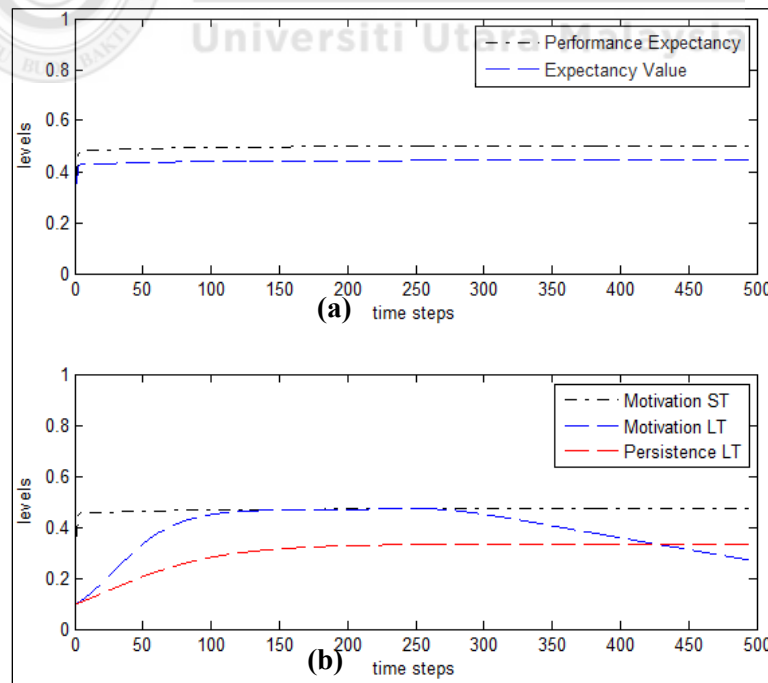 Universiti Utara Malaysia
BUDI BAKTI
1
0.8
0.6
0.4
0.2
0
levels
Performance Expectancy
Expectancy Value
0 50 100 150 200 250 300 350 400 450 500
(a)
time steps
1
0.8
0.6
0.4
0.2
0
levels
Motivation ST
Motivation LT
Persistence LT
0 50 100 150 200 250 300 350 400 450 500
(b)
time steps